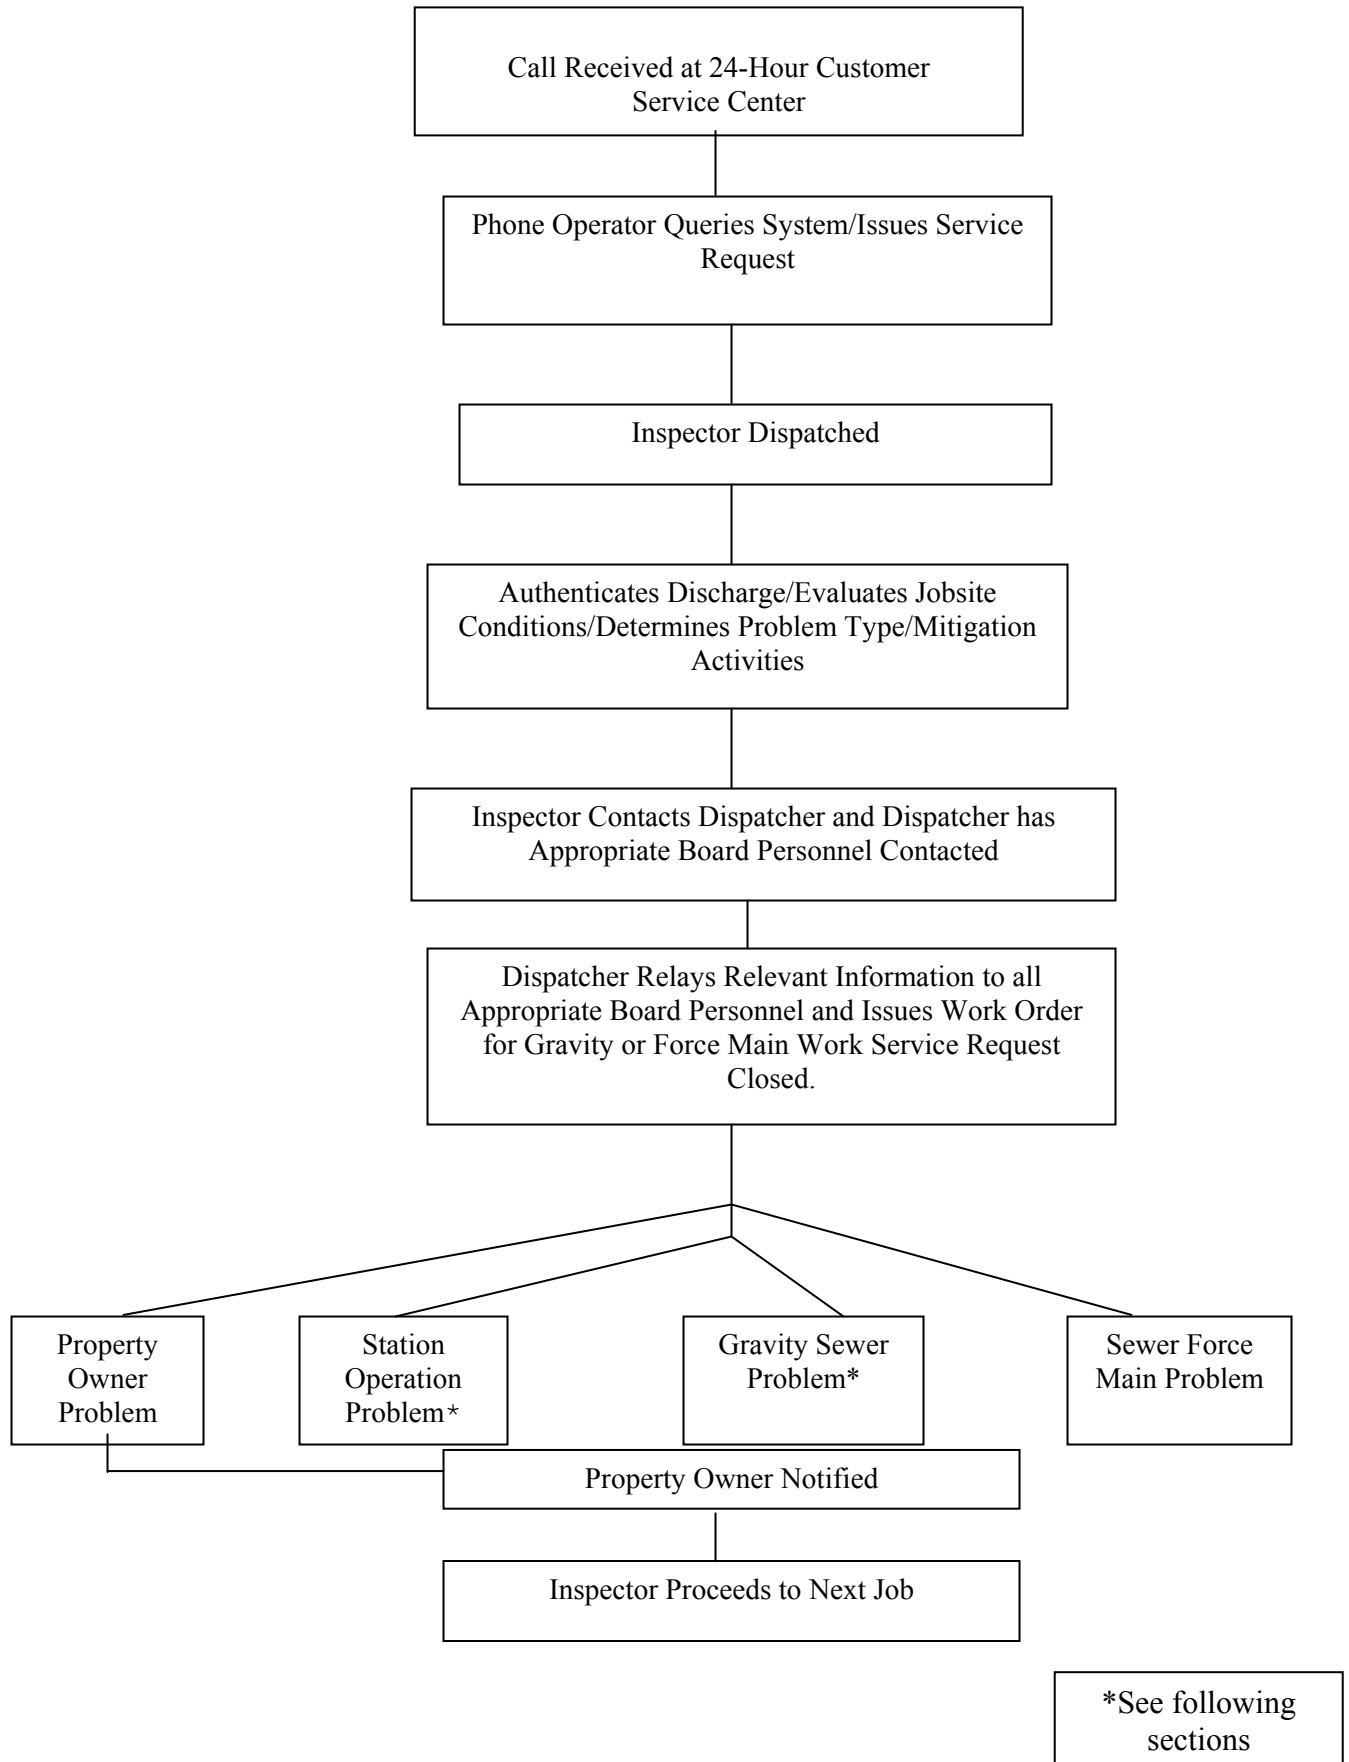 Call Received at 24-Hour Customer
Service Center
Phone Operator Queries System/Issues Service
Request
Inspector Dispatched
Authenticates Discharge/Evaluates Jobsite
Conditions/Determines Problem Type/Mitigation
Activities
Inspector Contacts Dispatcher and Dispatcher has
Appropriate Board Personnel Contacted
Dispatcher Relays Relevant Information to all
Appropriate Board Personnel and Issues Work Order
for Gravity or Force Main Work Service Request
Closed.
Property
Owner
Problem
Station
Operation
Problem*
Gravity Sewer
Problem*
Sewer Force
Main Problem
Property Owner Notified
Inspector Proceeds to Next Job
*See following
sections